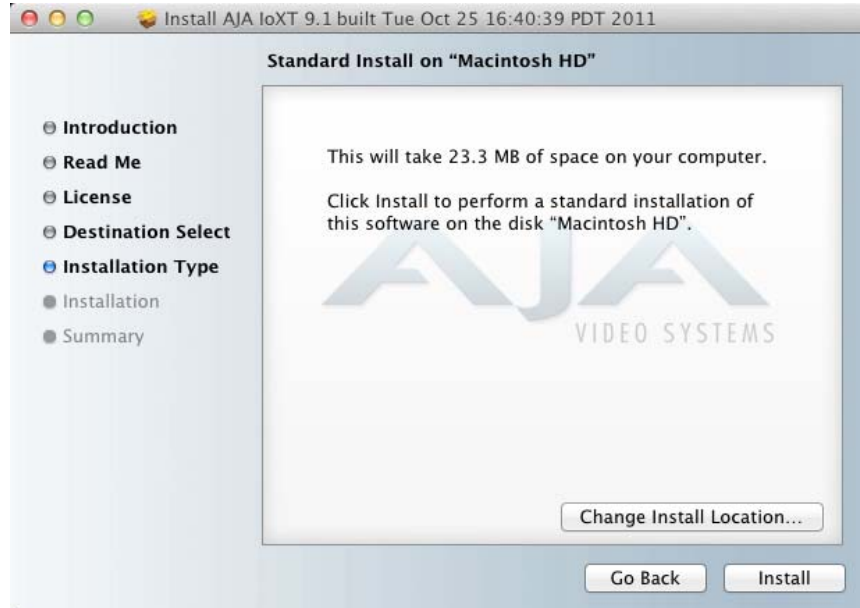 Install AJA IoXT 9.1 built Tue Oct 25 16:40:39 PDT 2011
Standard Install on “Macintosh HD”
Introduction
Read Me
License
Destination Select
Installation Type
Installation
Summary
This will take 23.3 MB of space on your computer.
Click Install to perform a standard installation of
this software on the disk “Macintosh HD”.
AJA
VIDEO SYSTEMS
Change Install Location...
Go Back
Install